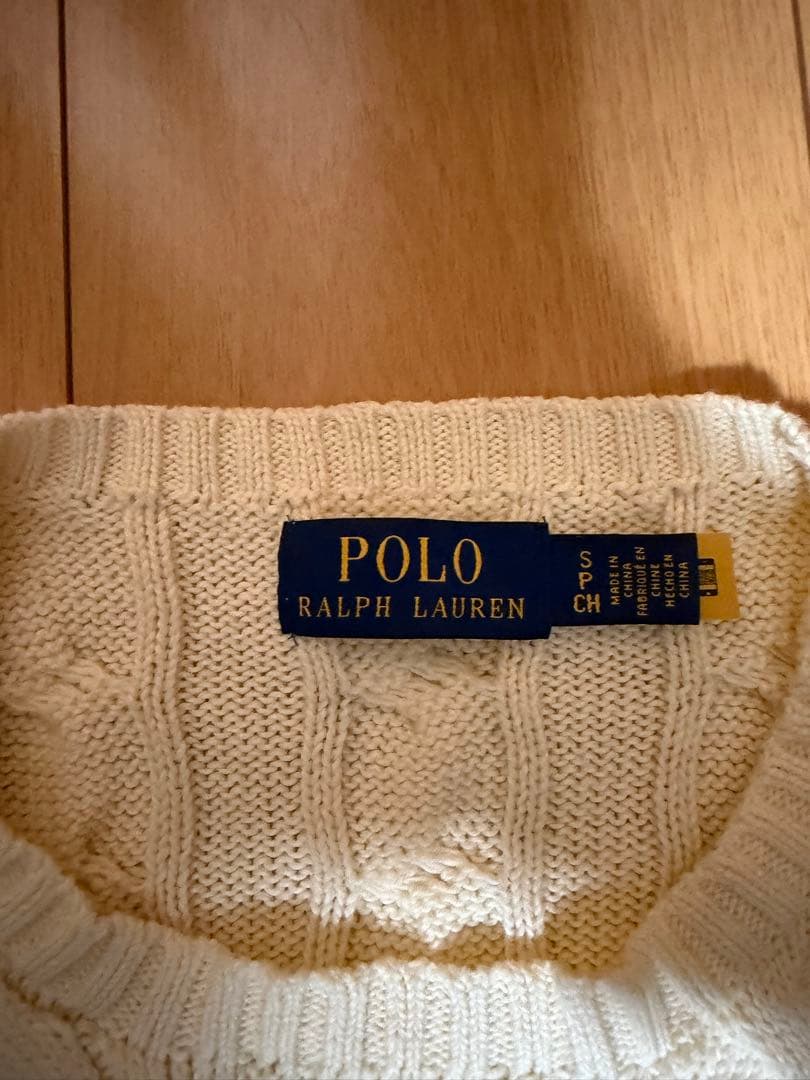 POLO
RALPH LAUREN
S
P
CH
MADE IN
CHINA
FABRIQUÉ EN
CHINE
HECHO EN
CHINA